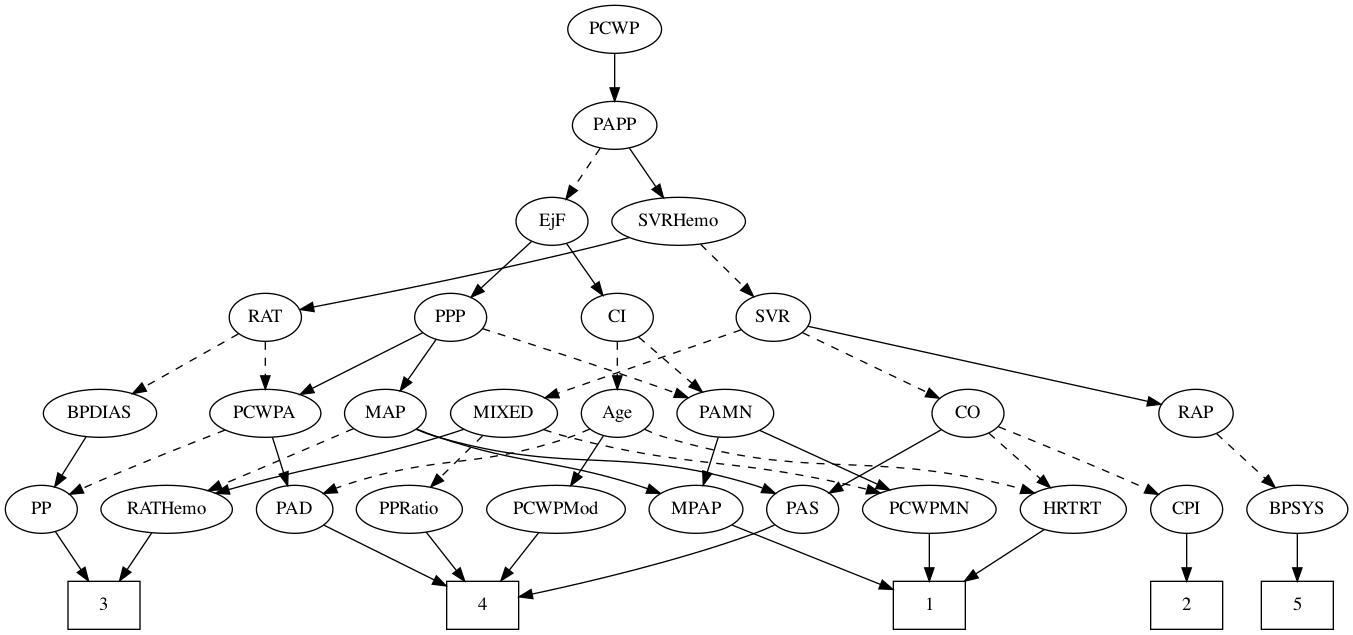 PCWP
PAPP
EjF
SVRHemo
RAT
PPP
CI
SVR
BPDIAS
PCWPA
MAP
MIXED
Age
PAMN
CO
RAP
PP
RATHemo
PAD
PPRatio
PCWPMod
MPAP
PAS
PCWPMN
HRTRT
CPI
BPSYS
3
4
1
2
5